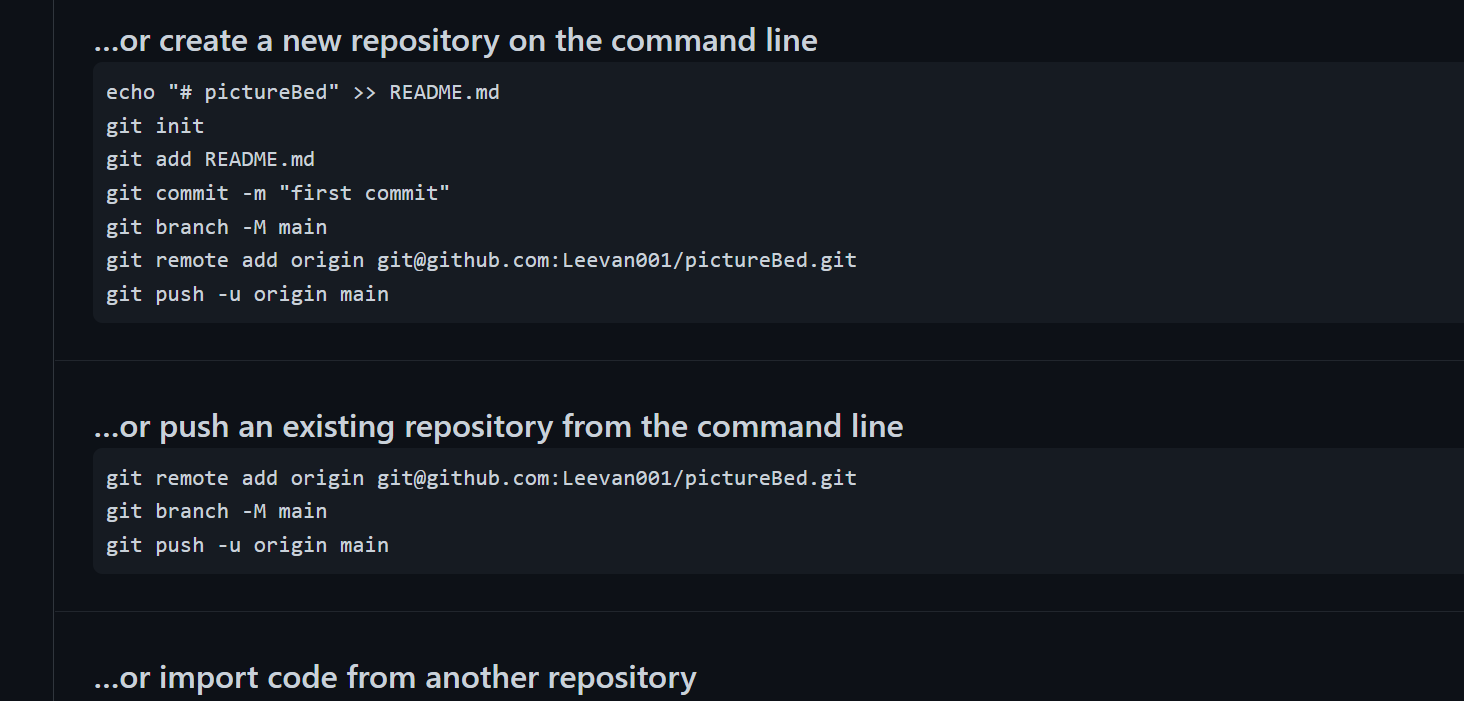 ...or create a new repository on the command line
echo "# pictureBed" >> README.md
git init
git add README.md
git commit -m "first commit"
git branch -M main
git remote add origin git@github.com:Leevan001/pictureBed.git
git push -u origin main
...or push an existing repository from the command line
git remote add origin git@github.com:Leevan001/pictureBed.git
git branch -M main
git push -u origin main
...or import code from another repository